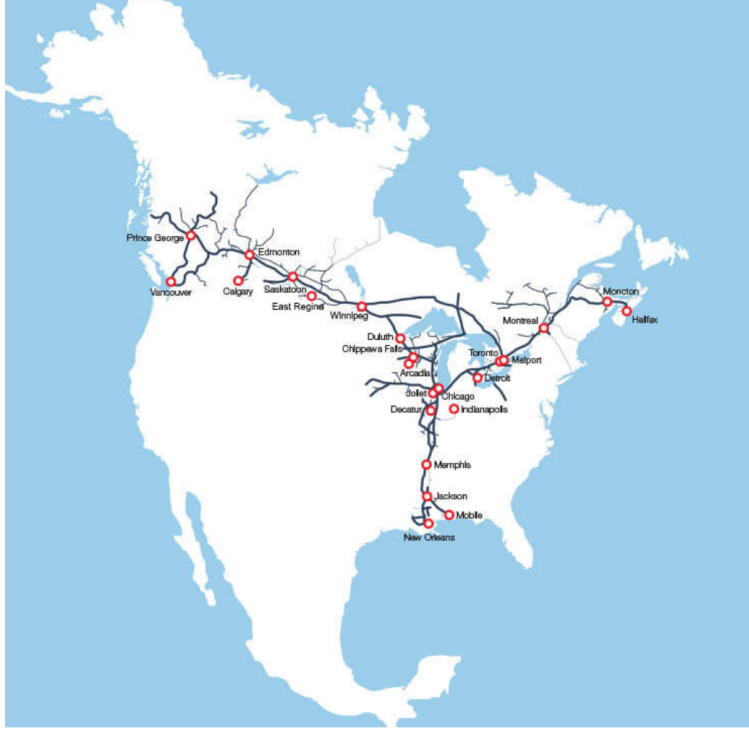 Prince George
Edmonton
Vancouver
Calgary
Saskatoon
East Regina
Winnipeg
Moncton
Halifax
Montreal
Duluth
Chippewa Falls
Arcadia
Toronto
Malport
Detroit
Joliet
Chicago
Decatur
Indianapolis
Memphis
Jackson
Mobile
New Orleans